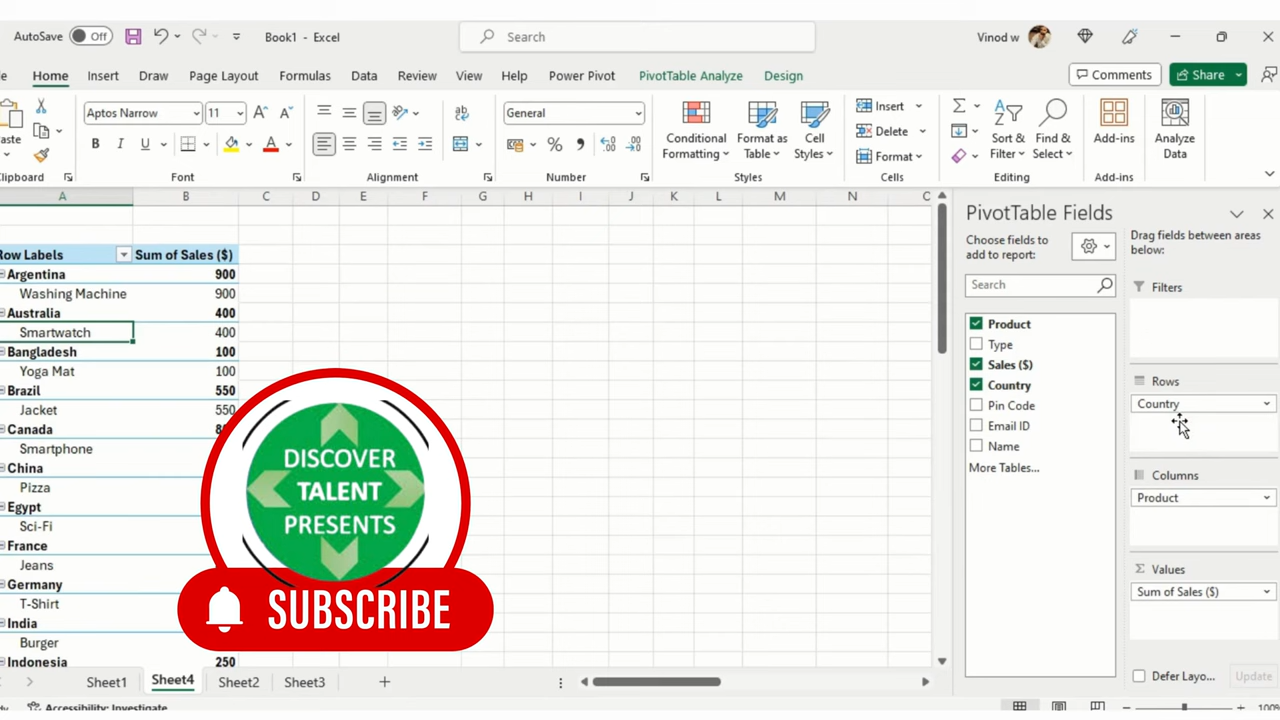 AutoSave Off Book1 - Excel Search Vinod w
Home Insert Draw Page Layout Formulas Data Review View Help Power Pivot PivotTable Analyze Design Comments Share
Aptos Narrow 11 General
B I U A % 9
Conditional Formatting
Format as Table
Cell Styles
Insert
Delete
Format
Sort & Filter
Find & Select
Add-ins
Analyze Data
Font Alignment Number Styles Cells Editing Add-ins
A B C D E F G H I J K L M N
Row Labels Sum of Sales ($)
Argentina 900
Washing Machine 900
Australia 400
Smartwatch 400
Bangladesh 100
Yoga Mat 100
Brazil 550
Jacket 550
Canada
Smartphone
China
Pizza
Egypt
Sci-Fi
France
Jeans
Germany
T-Shirt
India
Burger
Indonesia 250
DISCOVER
TALENT
PRESENTS
SUBSCRIBE
PivotTable Fields
Choose fields to
add to report:
Search
Product
Type
Sales ($)
Country
Pin Code
Email ID
Name
More Tables...
Drag fields between areas
below:
Filters
Rows
Country
Columns
Product
Σ Values
Sum of Sales ($)
Defer Layo... Update
Sheet1 Sheet4 Sheet2 Sheet3
Accessibility: Investigate